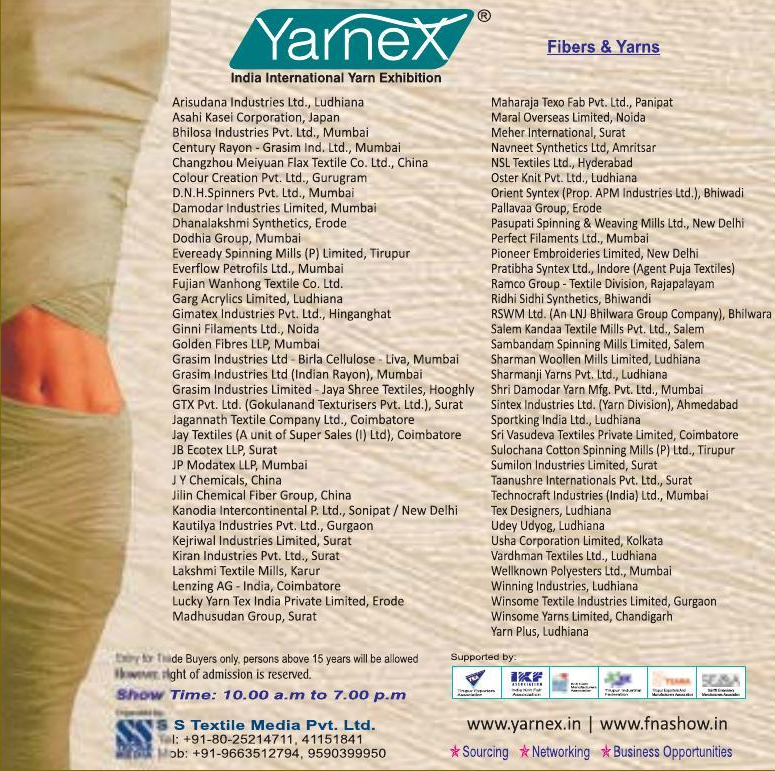 Yarnex®
India International Yarn Exhibition
Fibers & Yarns
Arisudana Industries Ltd., Ludhiana
Asahi Kasei Corporation, Japan
Bhilosa Industries Pvt. Ltd., Mumbai
Century Rayon - Grasim Ind. Ltd., Mumbai
Changzhou Meiyuan Flax Textile Co. Ltd., China
Colour Creation Pvt. Ltd., Gurugram
D.N.H.Spinners Pvt. Ltd., Mumbai
Damodar Industries Limited, Mumbai
Dhanalakshmi Synthetics, Erode
Dodhia Group, Mumbai
Eveready Spinning Mills (P) Limited, Tirupur
Everflow Petrofils Ltd., Mumbai
Fujian Wanhong Textile Co. Ltd.
Garg Acrylics Limited, Ludhiana
Gimatex Industries Pvt. Ltd., Hinganghat
Ginni Filaments Ltd., Noida
Golden Fibres LLP, Mumbai
Grasim Industries Ltd - Birla Cellulose - Liva, Mumbai
Grasim Industries Ltd (Indian Rayon), Mumbai
Grasim Industries Limited - Jaya Shree Textiles, Hooghly
GTX Pvt. Ltd. (Gokulanand Texturisers Pvt. Ltd.), Surat
Jagannath Textile Company Ltd., Coimbatore
Jay Textiles (A unit of Super Sales (I) Ltd), Coimbatore
JB Ecotex LLP, Surat
JP Modatex LLP, Mumbai
J Y Chemicals, China
Jilin Chemical Fiber Group, China
Kanodia Intercontinental P. Ltd., Sonipat / New Delhi
Kautilya Industries Pvt. Ltd., Gurgaon
Kejriwal Industries Limited, Surat
Kiran Industries Pvt. Ltd., Surat
Lakshmi Textile Mills, Karur
Lenzing AG - India, Coimbatore
Lucky Yarn Tex India Private Limited, Erode
Madhusudan Group, Surat
Maharaja Texo Fab Pvt. Ltd., Panipat
Maral Overseas Limited, Noida
Meher International, Surat
Navneet Synthetics Ltd, Amritsar
NSL Textiles Ltd., Hyderabad
Oster Knit Pvt. Ltd., Ludhiana
Orient Syntex (Prop. APM Industries Ltd.), Bhiwadi
Pallavaa Group, Erode
Pasupati Spinning & Weaving Mills Ltd., New Delhi
Perfect Filaments Ltd., Mumbai
Pioneer Embroideries Limited, New Delhi
Pratibha Syntex Ltd., Indore (Agent Puja Textiles)
Ramco Group - Textile Division, Rajapalayam
Ridhi Sidhi Synthetics, Bhiwandi
RSWM Ltd. (An LNJ Bhilwara Group Company), Bhilwara
Salem Kandaa Textile Mills Pvt. Ltd., Salem
Sambandam Spinning Mills Limited, Salem
Sharman Woollen Mills Limited, Ludhiana
Sharmanji Yarns Pvt. Ltd., Ludhiana
Shri Damodar Yarn Mfg. Pvt. Ltd., Mumbai
Sintex Industries Ltd. (Yarn Division), Ahmedabad
Sportking India Ltd., Ludhiana
Sri Vasudeva Textiles Private Limited, Coimbatore
Sulochana Cotton Spinning Mills (P) Ltd., Tirupur
Sumilon Industries Limited, Surat
Taanushre Internationals Pvt. Ltd., Surat
Technocraft Industries (India) Ltd., Mumbai
Tex Designers, Ludhiana
Udey Udyog, Ludhiana
Usha Corporation Limited, Kolkata
Vardhman Textiles Ltd., Ludhiana
Wellknown Polyesters Ltd., Mumbai
Winning Industries, Ludhiana
Winsome Textile Industries Limited, Gurgaon
Winsome Yarns Limited, Chandigarh
Yarn Plus, Ludhiana
Entry for Trade Buyers only, persons above 15 years will be allowed
However, right of admission is reserved.
Show Time: 10.00 a.m to 7.00 p.m
S S Textile Media Pvt. Ltd.
Tel: +91-80-25214711, 41151841
Mob: +91-9663512794, 9590399950
Supported by:
Tirupur Exporters Association
IKF
ASSOCIATION
India Knit Fair Association
Tirupur Industrial Federation
www.yarnex.in | www.fnashow.in
Sourcing Networking Business Opportunities